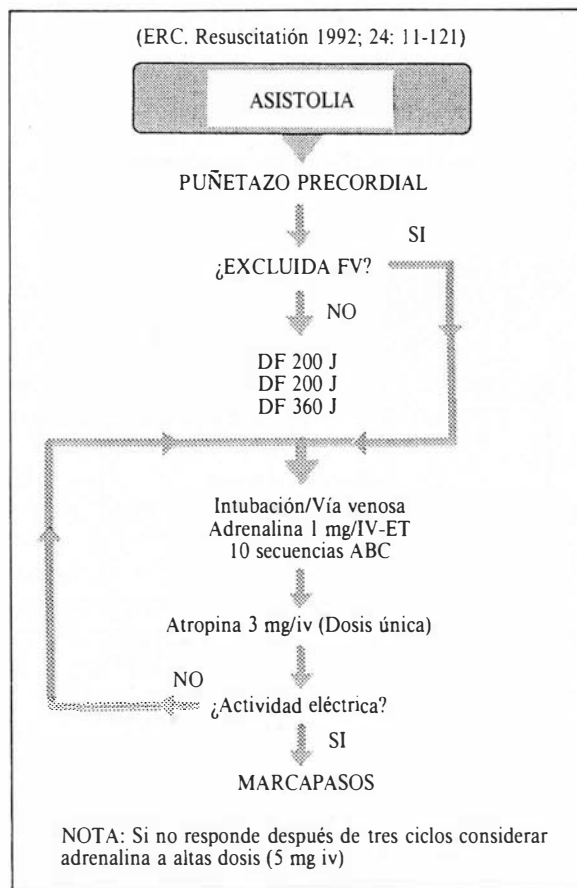 (ERC. Resuscitatión 1992; 24: 11-121)
ASISTOLIA
PUÑETAZO PRECORDIAL
SI
¿EXCLUIDA FV?
NO
DF 200 J
DF 200 J
DF 360 J
Intubación/Vía venosa
Adrenalina 1 mg/IV-ET
10 secuencias ABC
Atropina 3 mg/iv (Dosis única)
NO
¿Actividad eléctrica?
SI
MARCAPASOS
NOTA: Si no responde después de tres ciclos considerar
adrenalina a altas dosis (5 mg iv)